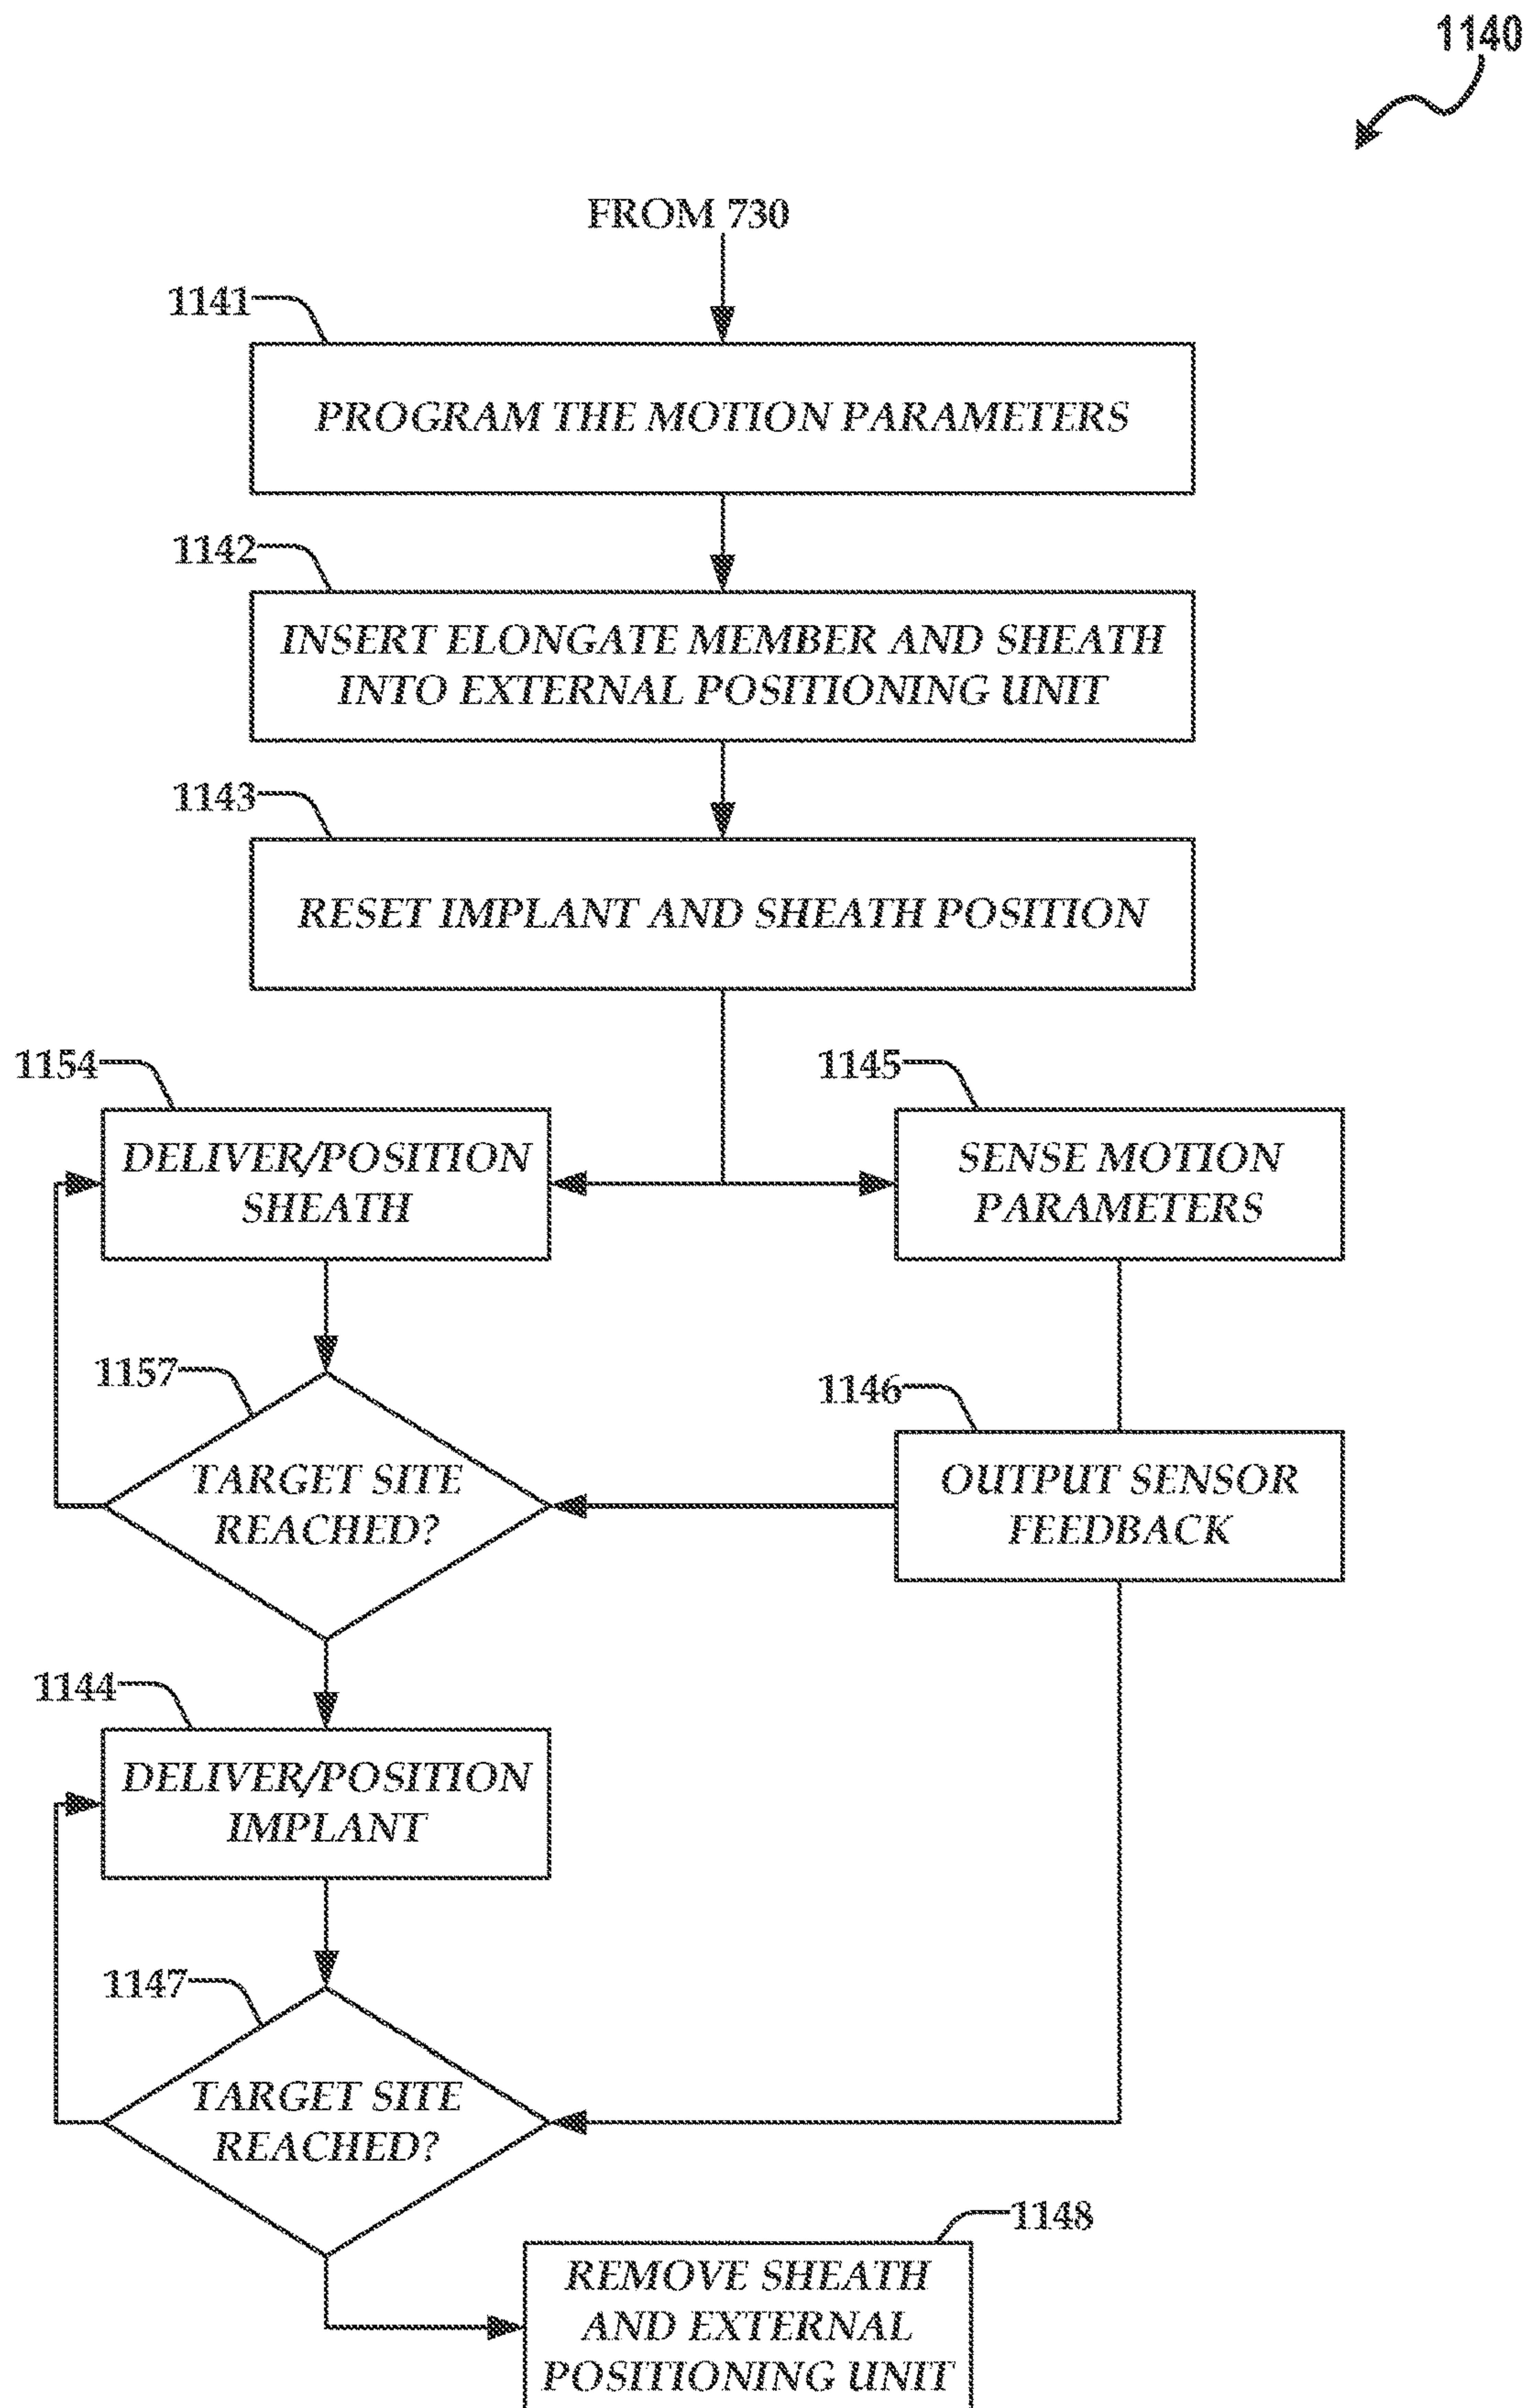 1140
FROM 730
1141
PROGRAM THE MOTION PARAMETERS
1142
INSERT ELONGATE MEMBER AND SHEATH
INTO EXTERNAL POSITIONING UNIT
1143
RESET IMPLANT AND SHEATH POSITION
1154
DELIVER/POSITION
SHEATH
1145
SENSE MOTION
PARAMETERS
1157
TARGET SITE
REACHED?
1146
OUTPUT SENSOR
FEEDBACK
1144
DELIVER/POSITION
IMPLANT
1147
TARGET SITE
REACHED?
1148
REMOVE SHEATH
AND EXTERNAL
POSITIONING UNIT